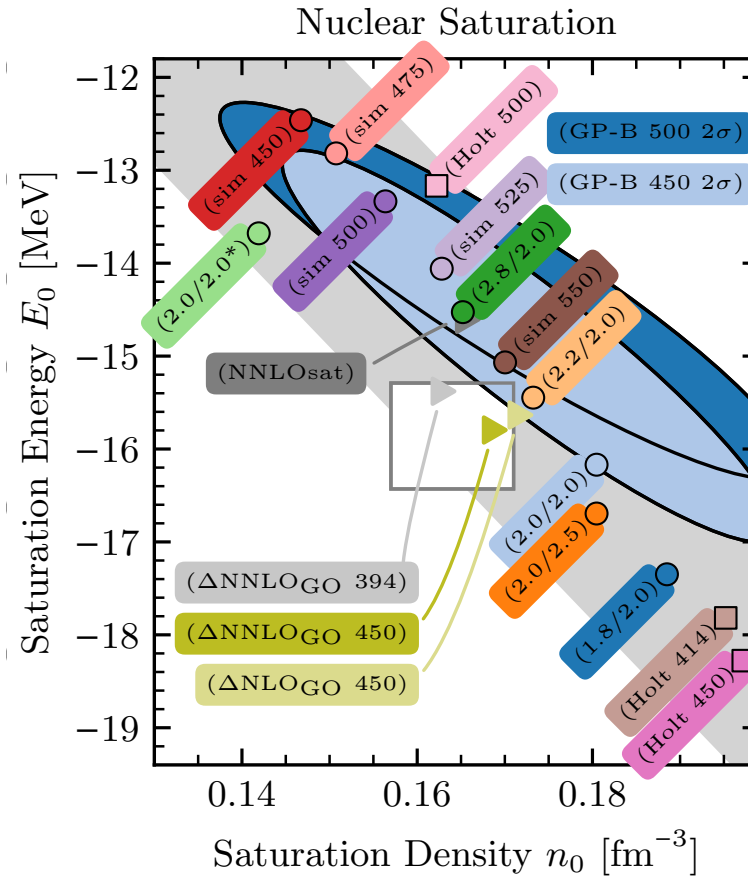 Nuclear Saturation
−12
−13
−14
−15
−16
−17
−18
−19
Saturation Energy E₀ [MeV]
(sim 450)
(sim 475)
(Holt 500)
(GP-B 500 2σ)
(GP-B 450 2σ)
(2.0/2.0*)
(sim 500)
(sim 525)
(2.8/2.0)
(sim 550)
(2.2/2.0)
(NNLOsat)
(2.0/2.0)
(2.0/2.5)
(1.8/2.0)
(Holt 414)
(Holt 450)
(ΔNNLO_GO 394)
(ΔNNLO_GO 450)
(ΔNLO_GO 450)
0.14 0.16 0.18
Saturation Density n₀ [fm⁻³]